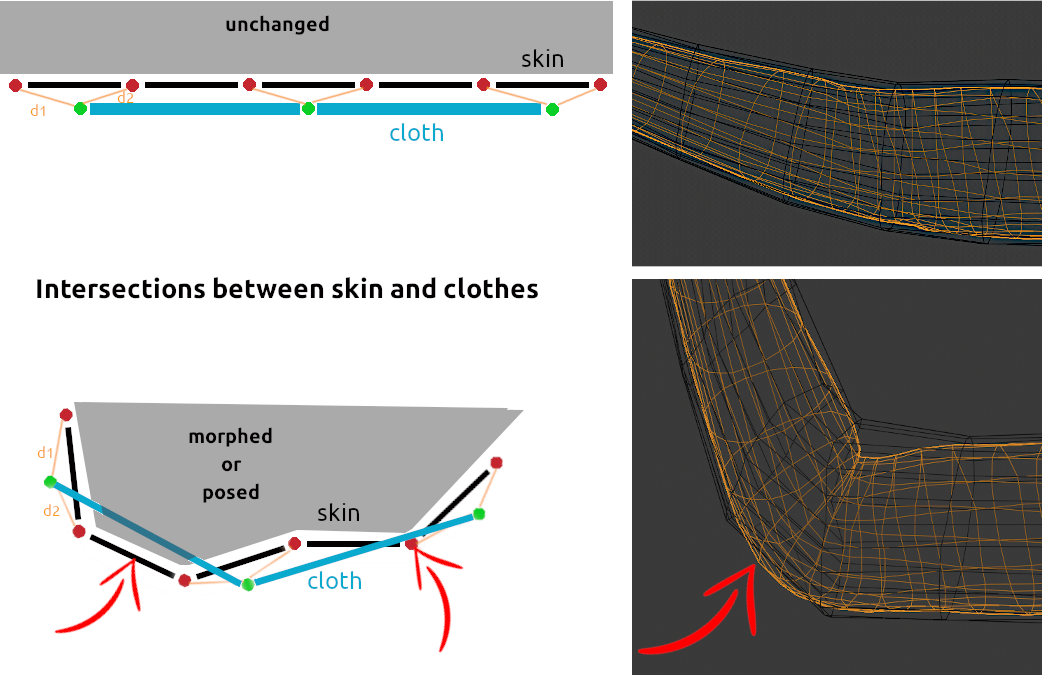 unchanged
skin
d1
d2
cloth
Intersections between skin and clothes
morphed
or
posed
d1
d2
skin
cloth